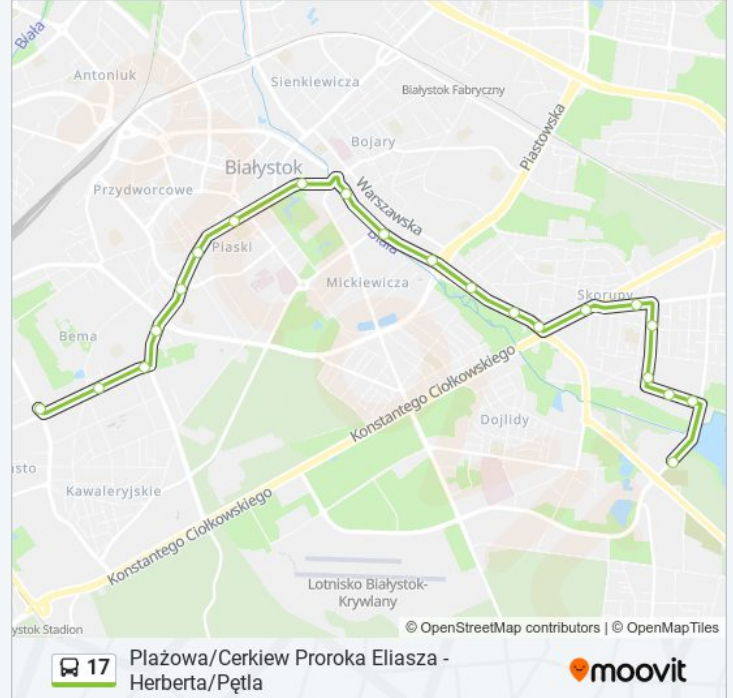 Biała
Antoniuk
Sienkiewicza
Białystok Fabryczny
Piastowska
Bojary
Białystok
Przydworcowe
Warszawska
Piaski
Biała
Mickiewicza
Skorupy
Bema
Konstantego Ciołkowskiego
Dojlidy
asto
Kawaleryjskie
Konstantego Ciołkowskiego
Lotnisko Białystok-
Krywlany
ystok Stadion
© OpenStreetMap contributors | © OpenMapTiles
17
Plażowa/Cerkiew Proroka Eliasza -
Herberta/Pętla
moovit